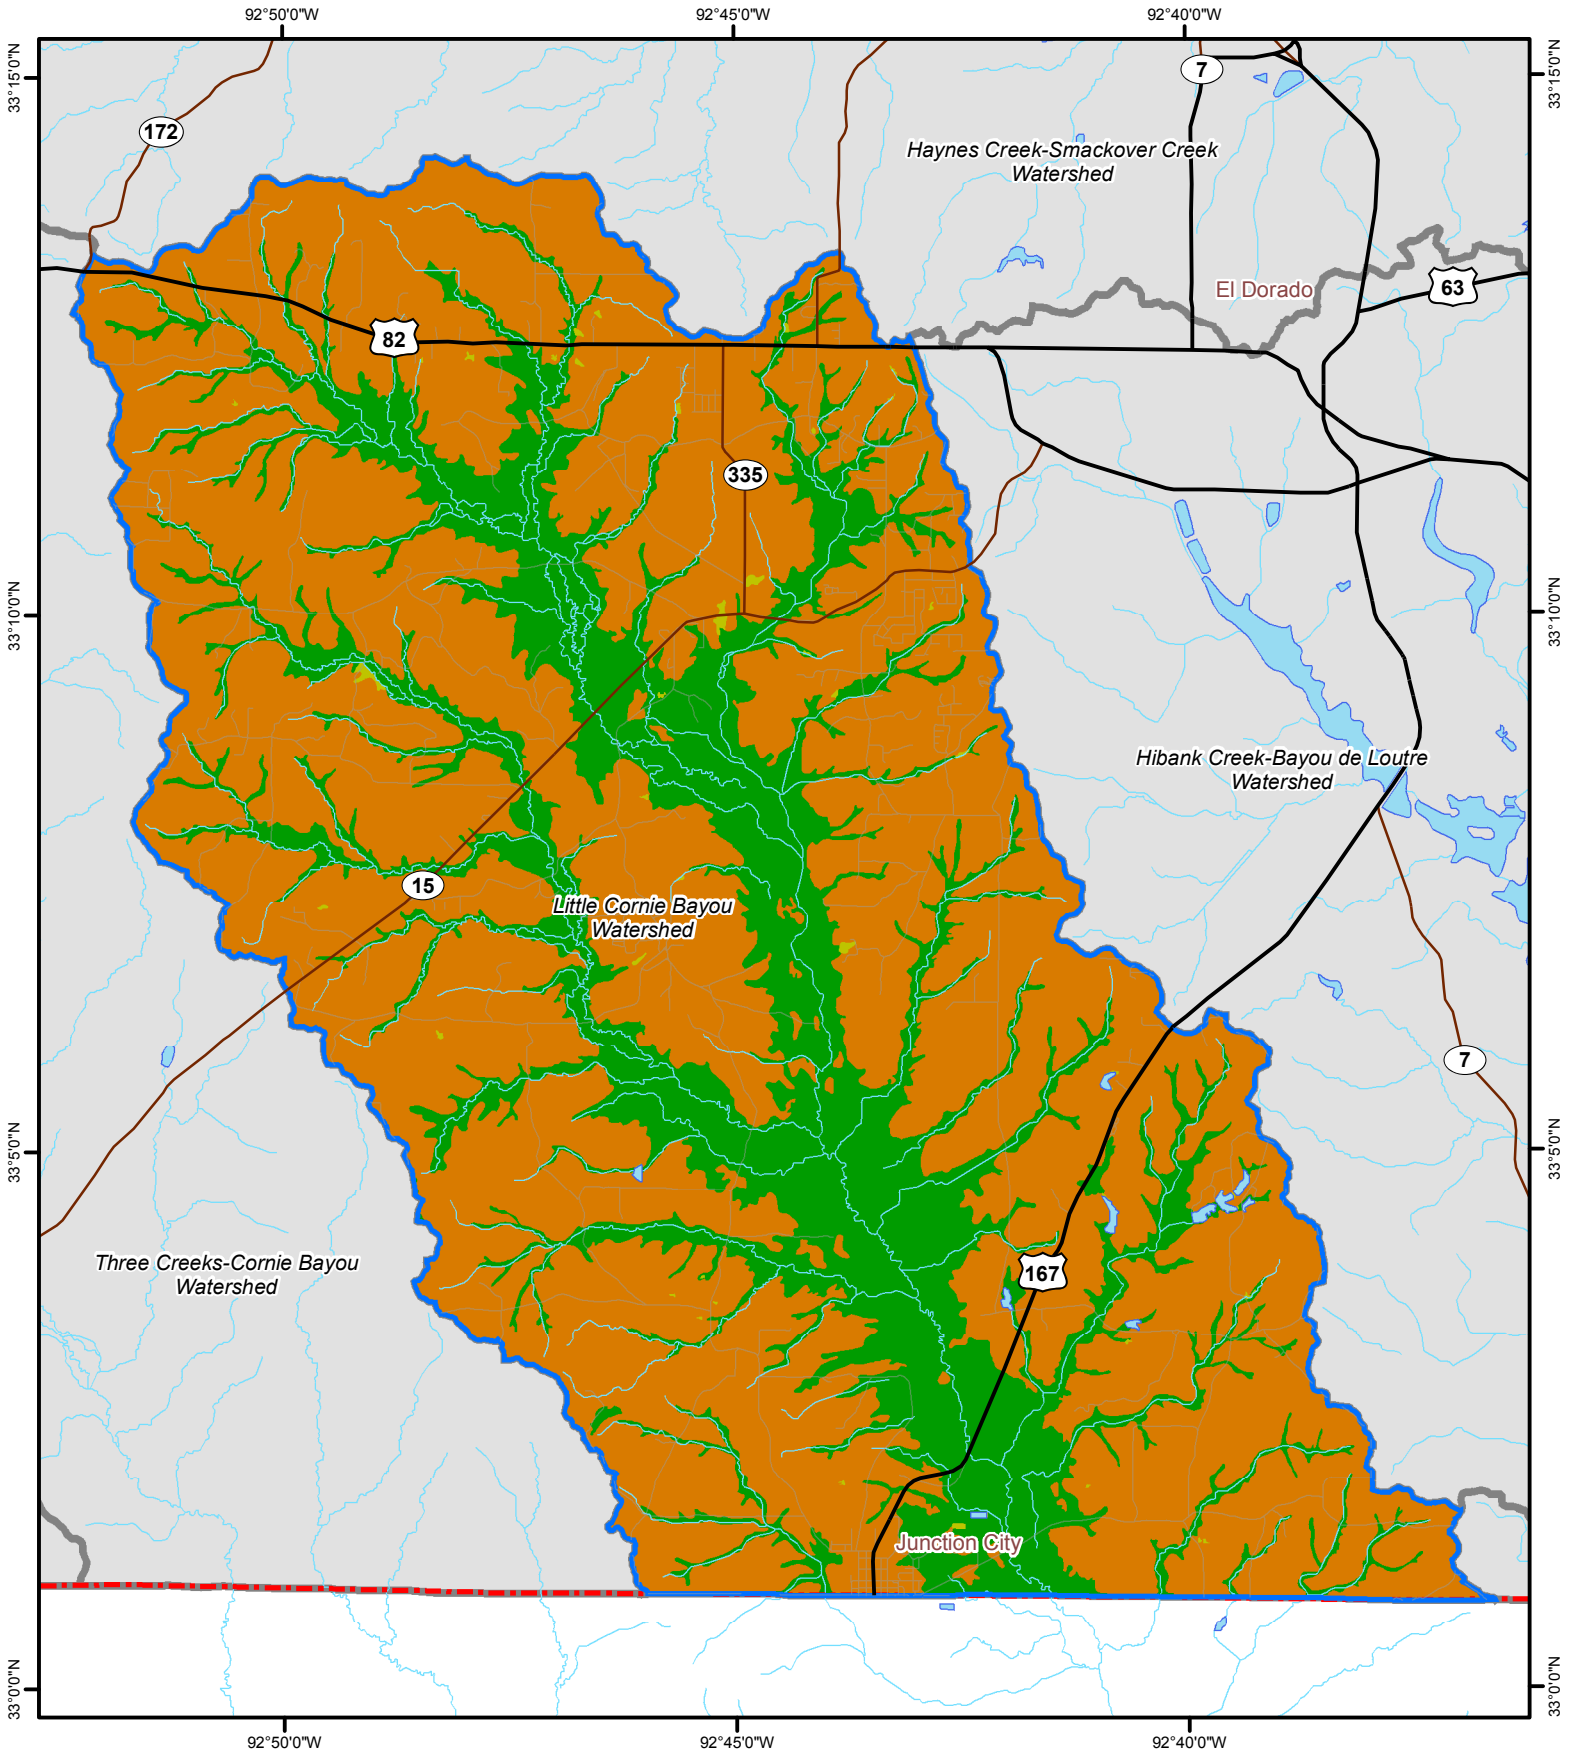 92°50'0"W
92°45'0"W
92°40'0"W
33°15'0"N
33°15'0"N
7
172
Haynes Creek-Smackover Creek
Watershed
El Dorado
63
82
335
33°10'0"N
33°10'0"N
Hibank Creek-Bayou de Loutre
Watershed
15
Little Cornie Bayou
Watershed
7
33°5'0"N
33°5'0"N
Three Creeks-Cornie Bayou
Watershed
167
Junction City
33°0'0"N
33°0'0"N
92°50'0"W
92°45'0"W
92°40'0"W